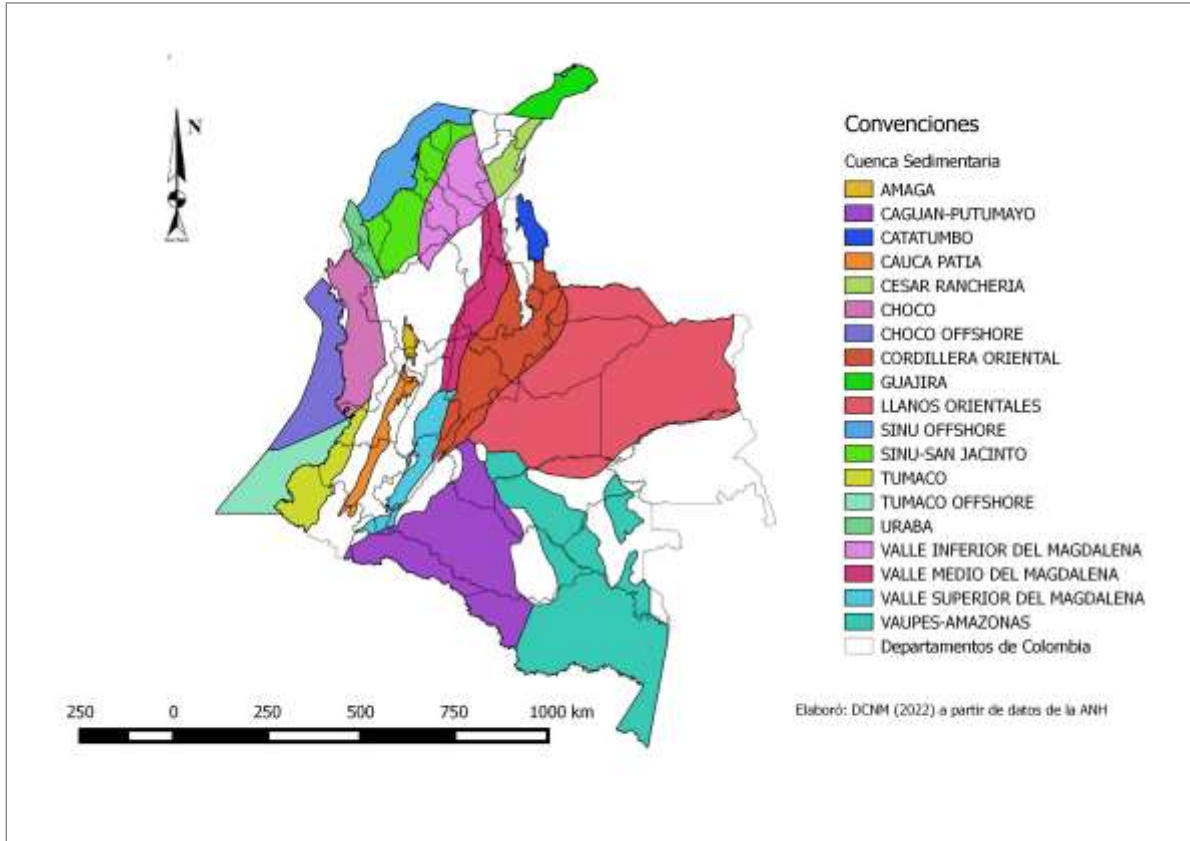 N
Convenciones
Cuenca Sedimentaria
AMAGA
CAGUAN-PUTUMAYO
CATATUMBO
CAUCA PATIA
CESAR RANCHERIA
CHOCO
CHOCO OFFSHORE
CORDILLERA ORIENTAL
GUAJIRA
LLANOS ORIENTALES
SINU OFFSHORE
SINU-SAN JACINTO
TUMACO
TUMACO OFFSHORE
URABA
VALLE INFERIOR DEL MAGDALENA
VALLE MEDIO DEL MAGDALENA
VALLE SUPERIOR DEL MAGDALENA
VAUPES-AMAZONAS
Departamentos de Colombia
250 0 250 500 750 1000 km
Elaboró: DCNM (2022) a partir de datos de la ANH